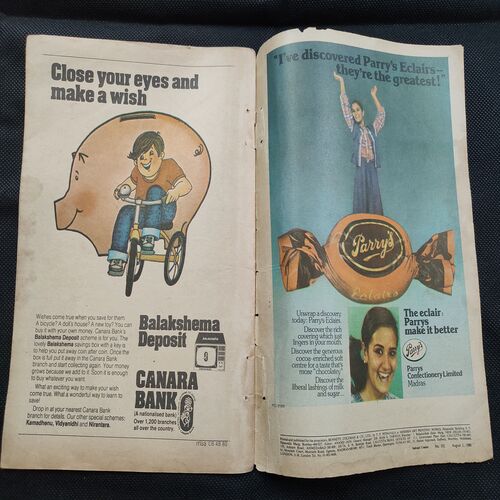 Close your eyes and
make a wish
Wishes come true when you save for them.
A bicycle? A doll's house? A new toy? You can
buy it with your own money. Canara Bank's
Balakshema Deposit scheme is for you. The
lovely Balakshema savings box with a key is
to help you put away coin after coin. Once the
box is full put it away in the Canara Bank
branch and start collecting again. Your money
grows because we add to it. Soon it is enough
to buy whatever you want.
What an exciting way to make your wish
come true. What a wonderful way to learn to
save!
Drop in at your nearest Canara Bank
branch for details. Our other special schemes:
Kamadhenu, Vidyanidhi and Nirantara.
Balakshema
Deposit
9
CANARA
BANK
(A nationalised bank)
Over 1,200 branches
all over the country.
maa CB 48 80
"I've discovered Parry's Eclairs—
they're the greatest!"
Parry's
Eclairs
Unwrap a discovery
today: Parry's Eclairs.
Discover the rich
covering which just
lingers in your mouth.
Discover the generous
cocoa-enriched soft
centre for a taste that's
more "chocolatey."
Discover the
liberal lashings of milk
and sugar...
The eclair:
Parrys
make it better
Parry's
Parry
Confectionery Limited
Madras